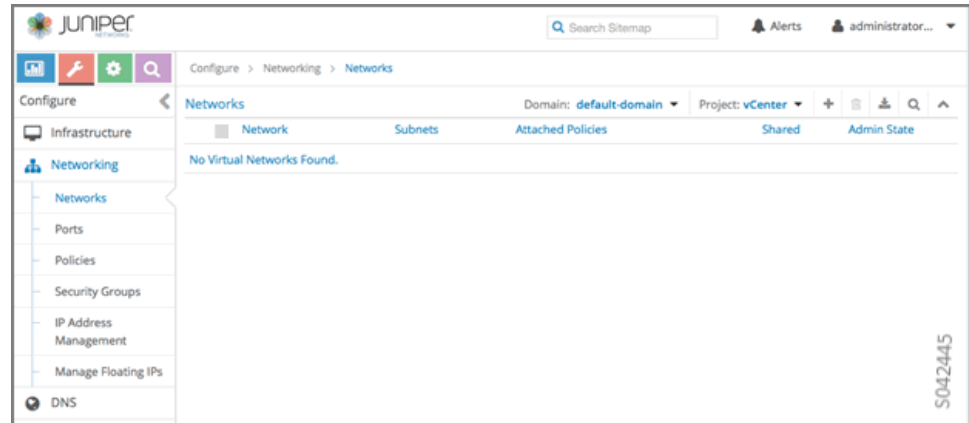 JUNIPer
NETWORKS
Search Sitemap
Alerts
administrator...
Configure > Networking > Networks
Configure
Networks
Domain: default-domain
Project: vCenter
Network
Subnets
Attached Policies
Shared
Admin State
No Virtual Networks Found.
Infrastructure
Networking
Networks
Ports
Policies
Security Groups
IP Address
Management
Manage Floating IPs
DNS
S042445